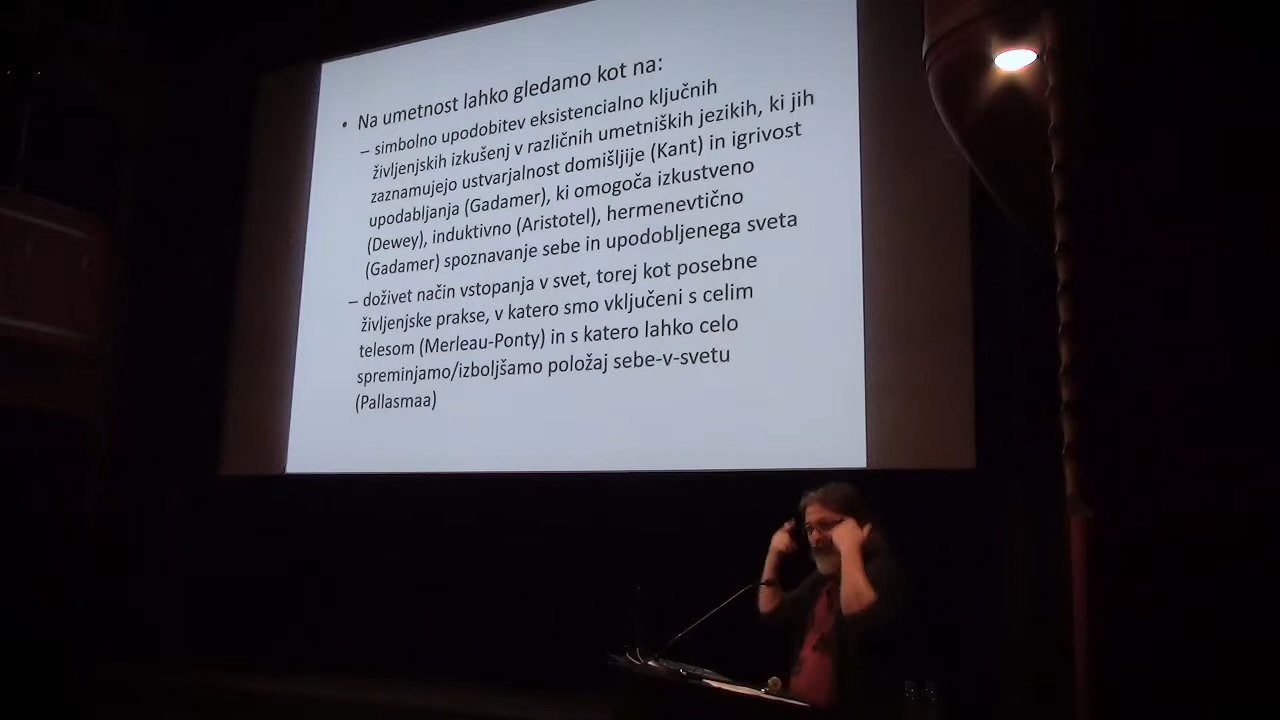 • Na umetnost lahko gledamo kot na:
– simbolno upodobitev eksistencialno ključnih
življenjskih izkušenj v različnih umetniških jezikih, ki jih
zaznamujejo ustvarjalnost domišljije (Kant) in igrivost
upodabljanja (Gadamer), ki omogoča izkustveno
(Dewey), induktivno (Aristotel), hermenevtično
(Gadamer) spoznavanje sebe in upodobljenega sveta
– doživet način vstopanja v svet, torej kot posebne
življenjske prakse, v katero smo vključeni s celim
telesom (Merleau-Ponty) in s katero lahko celo
spreminjamo/izboljšamo položaj sebe-v-svetu
(Pallasmaa)